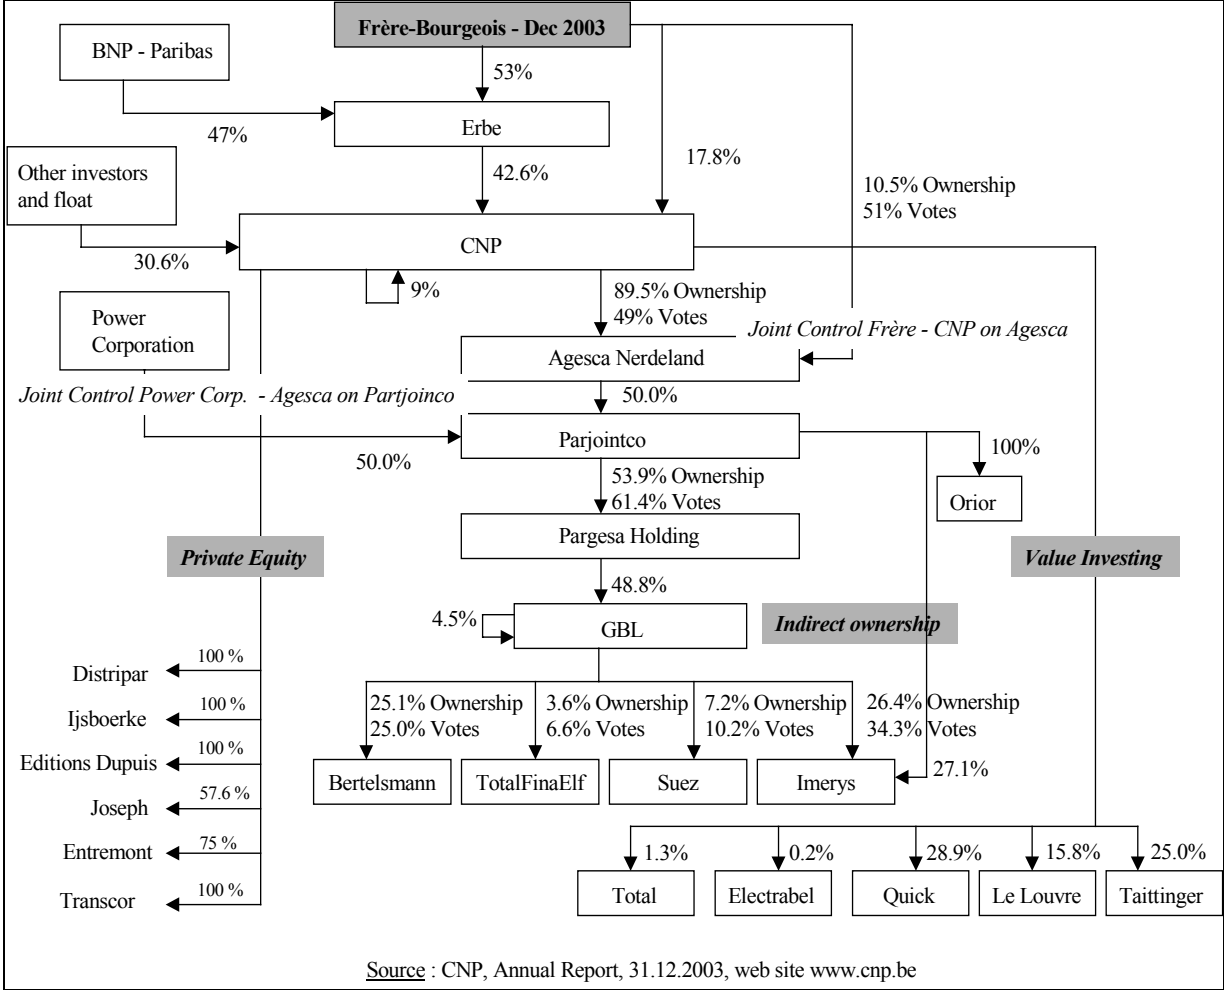 Frère-Bourgeois - Dec 2003
BNP - Paribas
53%
47%
Erbe
Other investors
and float
42.6%
17.8%
10.5% Ownership
51% Votes
30.6%
CNP
9%
89.5% Ownership
49% Votes
Power
Corporation
Joint Control Frère - CNP on Agesca
Agesca Nerdeland
Joint Control Power Corp.  - Agesca on Partjoinco
50.0%
50.0%
Parjointco
100%
53.9% Ownership
61.4% Votes
Orior
Pargesa Holding
Private Equity
Value Investing
48.8%
4.5%
GBL
Indirect ownership
Distripar
100 %
Ijsboerke
100 %
Editions Dupuis
100 %
Joseph
57.6 %
Entremont
75 %
Transcor
100 %
25.1% Ownership
25.0% Votes
3.6% Ownership
6.6% Votes
7.2% Ownership
10.2% Votes
26.4% Ownership
34.3% Votes
Bertelsmann
TotalFinaElf
Suez
Imerys
27.1%
1.3%
0.2%
28.9%
15.8%
25.0%
Total
Electrabel
Quick
Le Louvre
Taittinger
Source : CNP, Annual Report, 31.12.2003, web site www.cnp.be